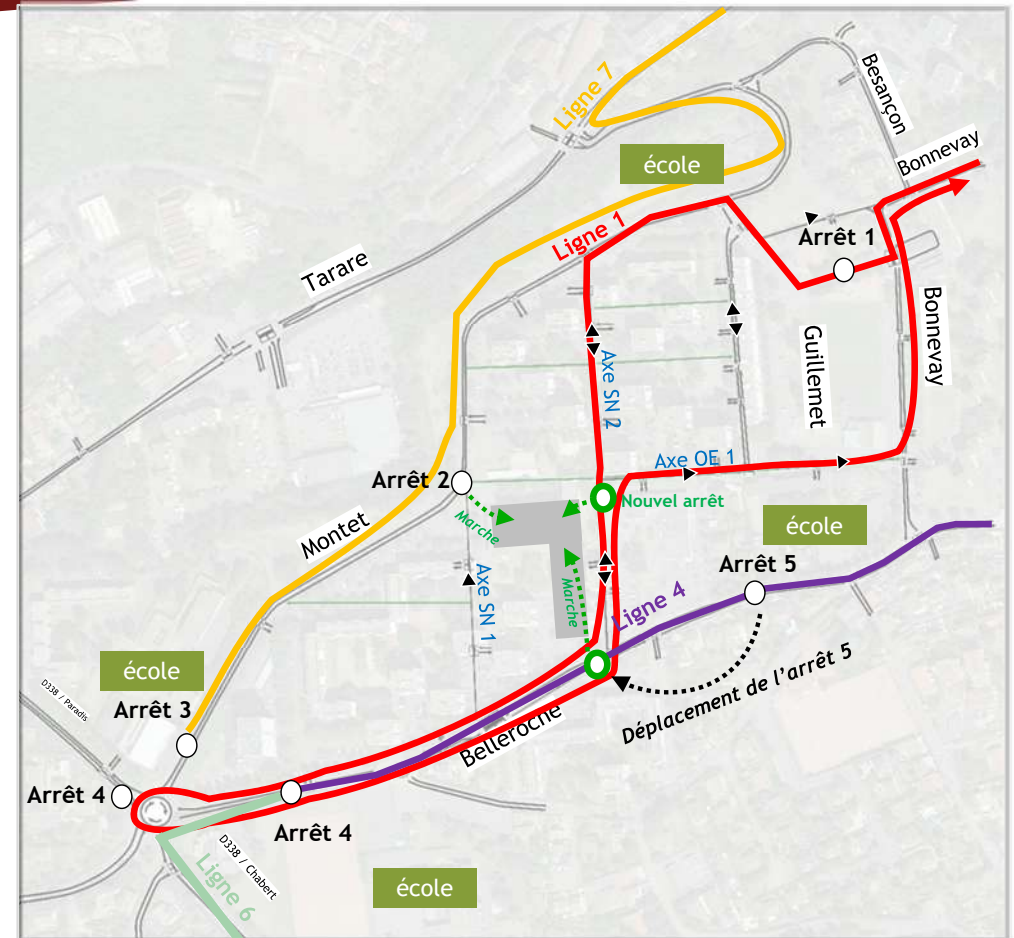 Ligne 7
Besançon
Bonnevay
école
Ligne 1
Arrêt 1
Tarare
Bonnevay
Guillemet
Axe SN 2
Axe OE 1
Arrêt 2
Nouvel arrêt
Marche
Montet
école
Arrêt 5
Axe SN 1
Marche
Ligne 4
école
D338 / Paradis
Arrêt 3
Déplacement de l'arrêt 5
Belleroche
Arrêt 4
Arrêt 4
D338 / Chabert
Ligne 6
école